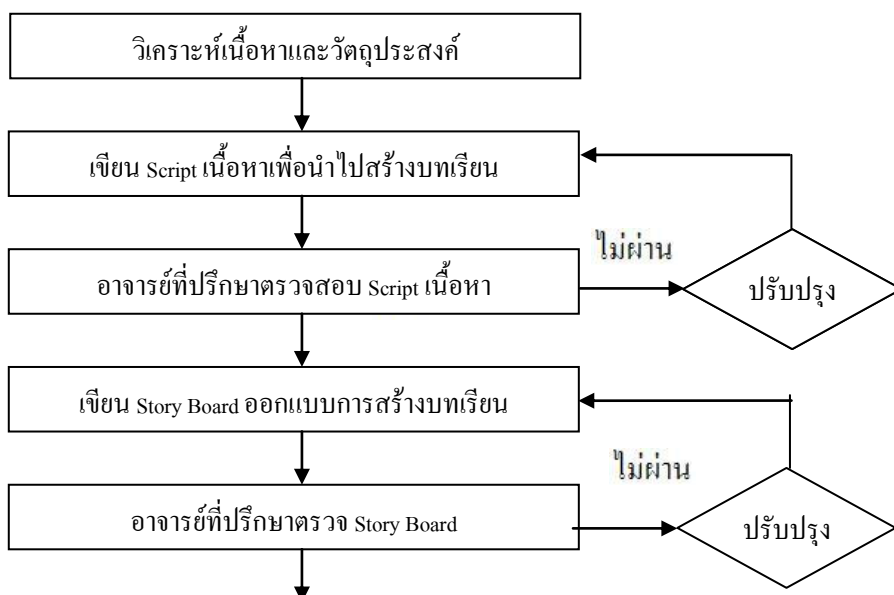 วิเคราะห์เนื้อหาและวัตถุประสงค์
เขียน Script เนื้อหาเพื่อนำไปสร้างบทเรียน
อาจารย์ที่ปรึกษาตรวจสอบ Script เนื้อหา
ไม่ผ่าน
ปรับปรุง
เขียน Story Board ออกแบบการสร้างบทเรียน
อาจารย์ที่ปรึกษาตรวจ Story Board
ไม่ผ่าน
ปรับปรุง